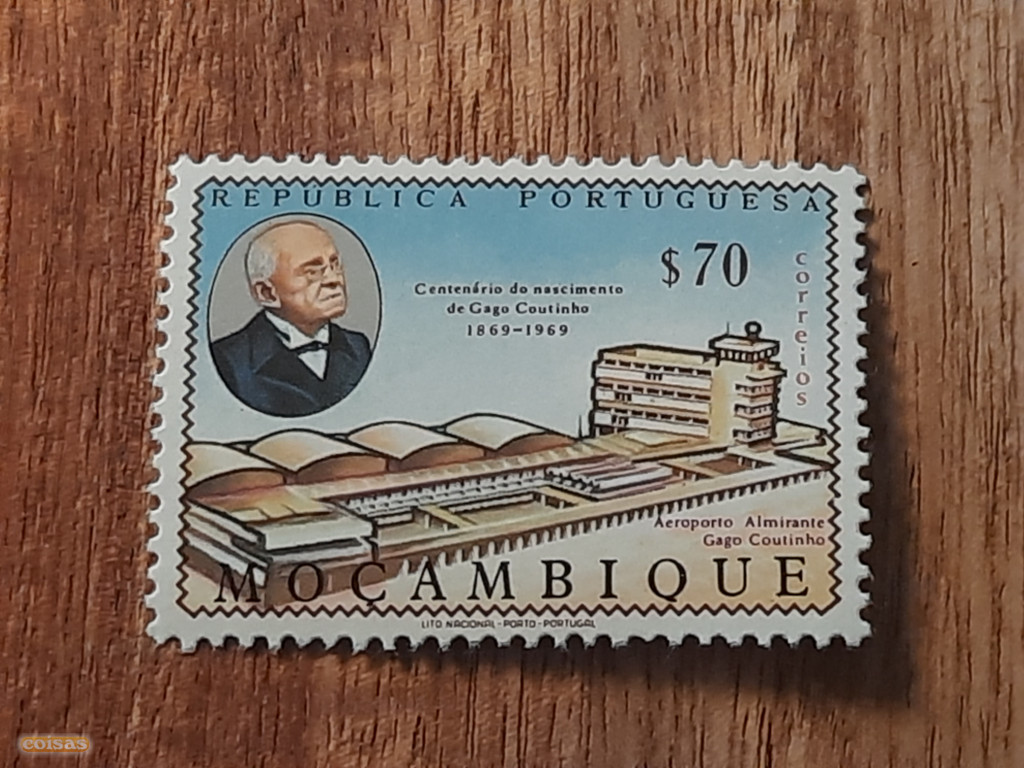 REPÚBLICA PORTUGUESA
$70
correios
Centenário do nascimento
de Gago Coutinho
1869-1969
Aeroporto Almirante
Gago Coutinho
MOÇAMBIQUE
LITO NACIONAL-PORTO-PORTUGAL
coisas